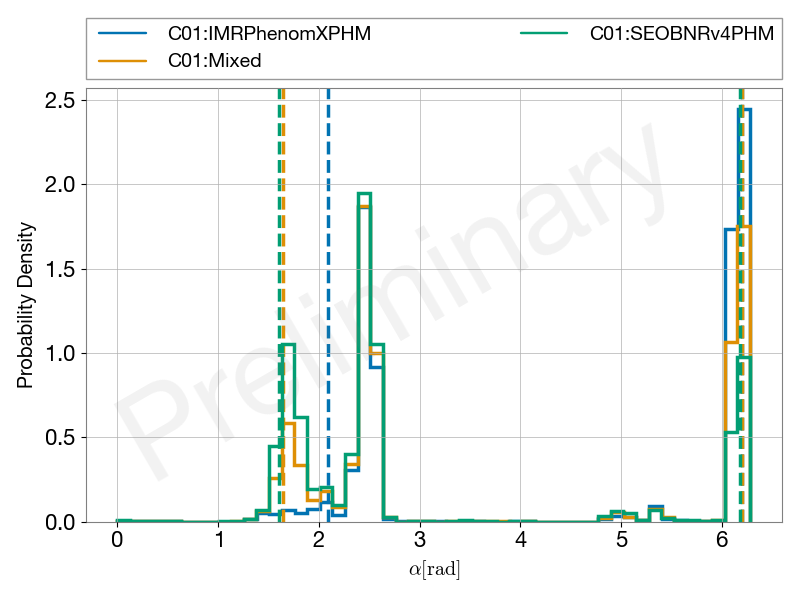 C01:IMRPhenomXPHM
C01:Mixed
C01:SEOBNRv4PHM
Preliminary
Probability Density
2.5
2.0
1.5
1.0
0.5
0.0
0 1 2 3 4 5 6
α[rad]